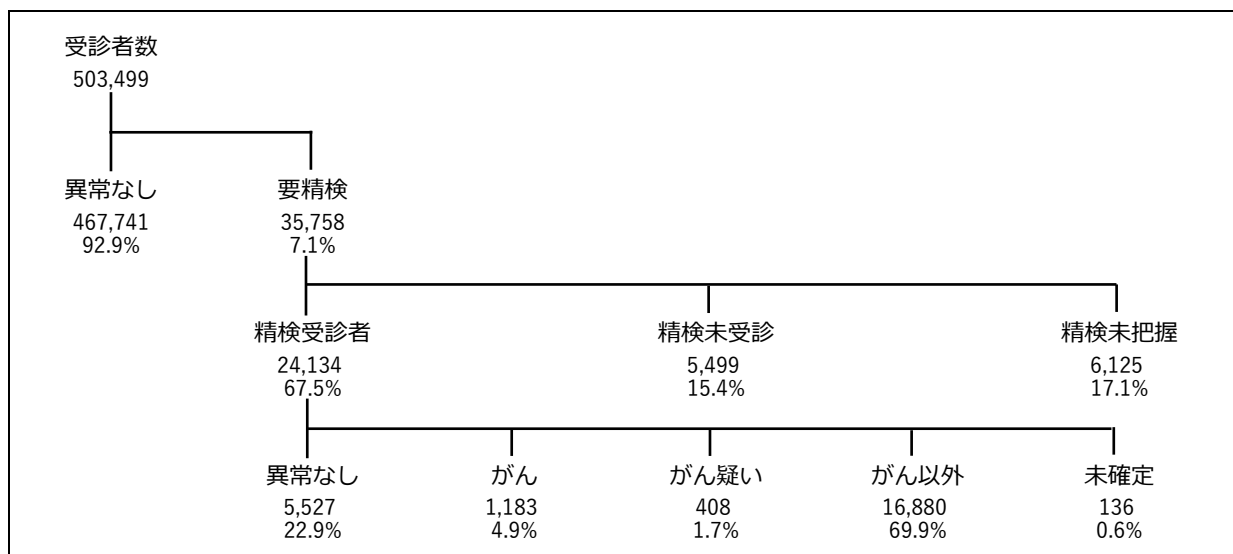 受診者数
503,499
異常なし
467,741
92.9%
要精検
35,758
7.1%
精検受診者
24,134
67.5%
精検未受診
5,499
15.4%
精検未把握
6,125
17.1%
異常なし
5,527
22.9%
がん
1,183
4.9%
がん疑い
408
1.7%
がん以外
16,880
69.9%
未確定
136
0.6%